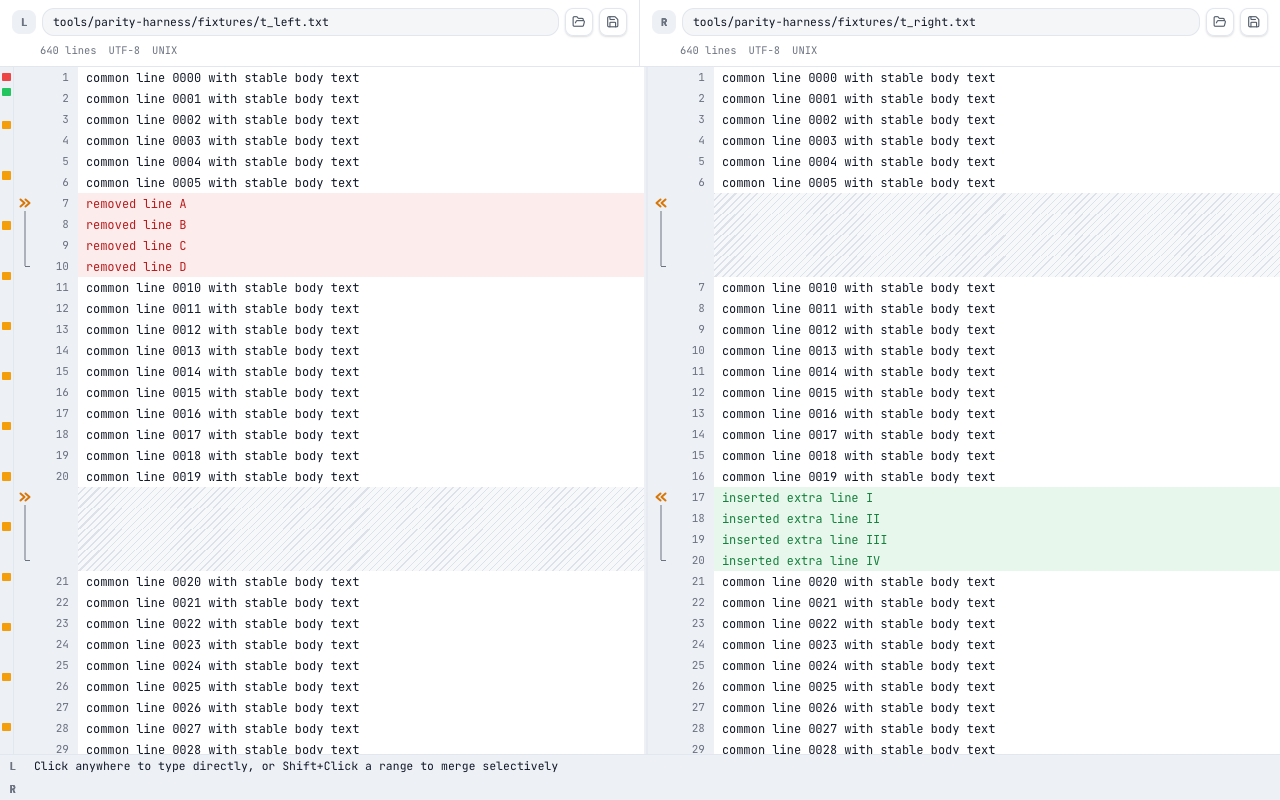 L tools/parity-harness/fixtures/t_left.txt
640 lines UTF-8 UNIX
1 common line 0000 with stable body text
2 common line 0001 with stable body text
3 common line 0002 with stable body text
4 common line 0003 with stable body text
5 common line 0004 with stable body text
6 common line 0005 with stable body text
7 removed line A
8 removed line B
9 removed line C
10 removed line D
11 common line 0010 with stable body text
12 common line 0011 with stable body text
13 common line 0012 with stable body text
14 common line 0013 with stable body text
15 common line 0014 with stable body text
16 common line 0015 with stable body text
17 common line 0016 with stable body text
18 common line 0017 with stable body text
19 common line 0018 with stable body text
20 common line 0019 with stable body text
21 common line 0020 with stable body text
22 common line 0021 with stable body text
23 common line 0022 with stable body text
24 common line 0023 with stable body text
25 common line 0024 with stable body text
26 common line 0025 with stable body text
27 common line 0026 with stable body text
28 common line 0027 with stable body text
29 common line 0028 with stable body text
R tools/parity-harness/fixtures/t_right.txt
640 lines UTF-8 UNIX
1 common line 0000 with stable body text
2 common line 0001 with stable body text
3 common line 0002 with stable body text
4 common line 0003 with stable body text
5 common line 0004 with stable body text
6 common line 0005 with stable body text
7 common line 0010 with stable body text
8 common line 0011 with stable body text
9 common line 0012 with stable body text
10 common line 0013 with stable body text
11 common line 0014 with stable body text
12 common line 0015 with stable body text
13 common line 0016 with stable body text
14 common line 0017 with stable body text
15 common line 0018 with stable body text
16 common line 0019 with stable body text
17 inserted extra line I
18 inserted extra line II
19 inserted extra line III
20 inserted extra line IV
21 common line 0020 with stable body text
22 common line 0021 with stable body text
23 common line 0022 with stable body text
24 common line 0023 with stable body text
25 common line 0024 with stable body text
26 common line 0025 with stable body text
27 common line 0026 with stable body text
28 common line 0027 with stable body text
29 common line 0028 with stable body text
L Click anywhere to type directly, or Shift+Click a range to merge selectively
R